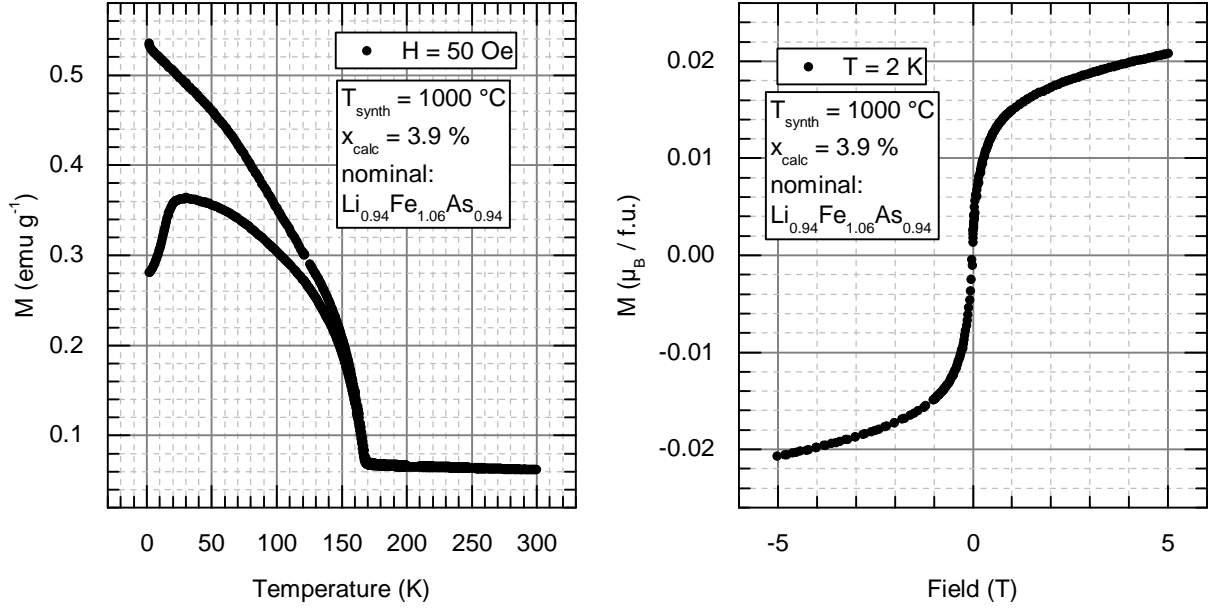 H = 50 Oe
T_synth = 1000 °C
x_calc = 3.9 %
nominal:
Li_0.94Fe_1.06As_0.94
0.5
0.4
0.3
0.2
0.1
M (emu g⁻¹)
0 50 100 150 200 250 300
Temperature (K)
T = 2 K
T_synth = 1000 °C
x_calc = 3.9 %
nominal:
Li_0.94Fe_1.06As_0.94
0.02
0.01
0.00
-0.01
-0.02
M (μ_B / f.u.)
-5 0 5
Field (T)